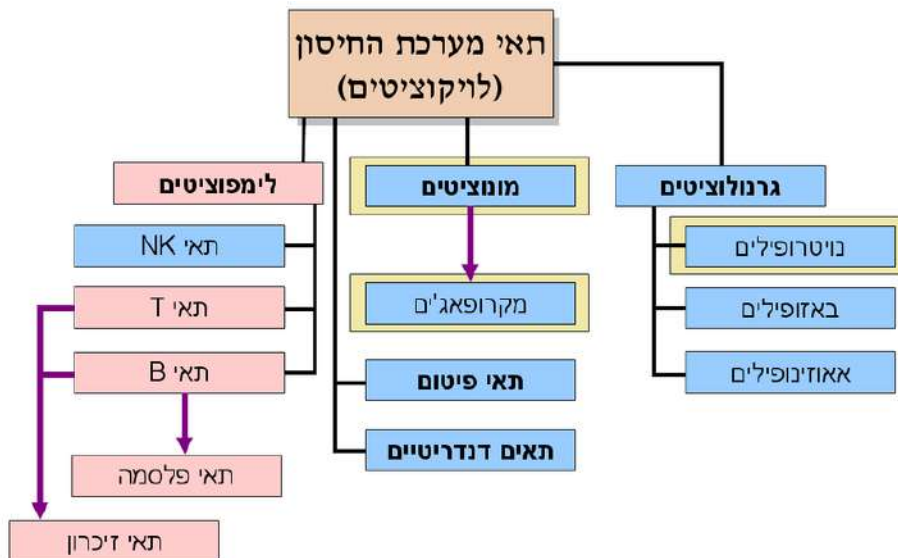 תאי מערכת החיסון
(לויקוציטים)
גרנולוציטים
נויטרופילים
באזופילים
אאוזינופילים
מונוציטים
מקרופאג'ים
תאי פיטום
תאים דנדריטיים
לימפוציטים
תאי NK
תאי T
תאי B
תאי פלסמה
תאי זיכרון